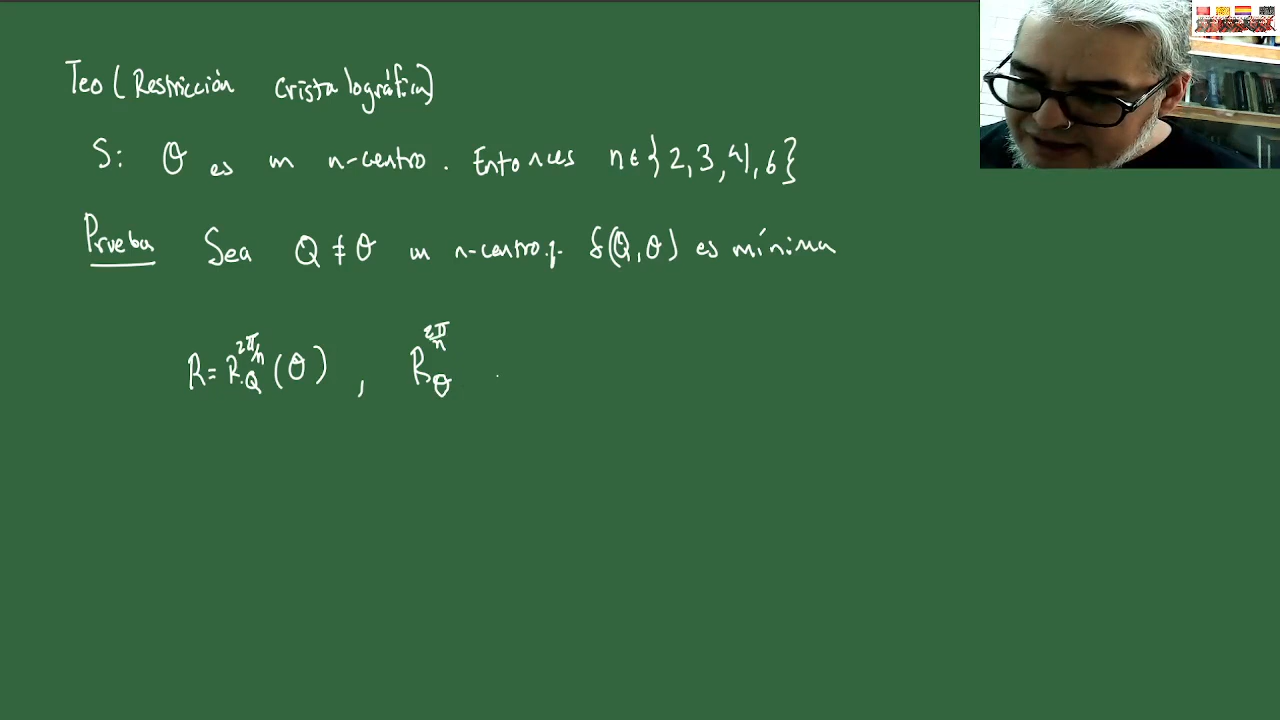 Teo (Restricción cristalográfica)
Si θ es un n-centro. Entonces n ∈ {2, 3, 4, 6}
Prueba Sea Q ≠ θ un n-centro.q. δ(Q, θ) es mínima
R = R_Q^{2π/n} (θ) , R_θ^{2π/n}